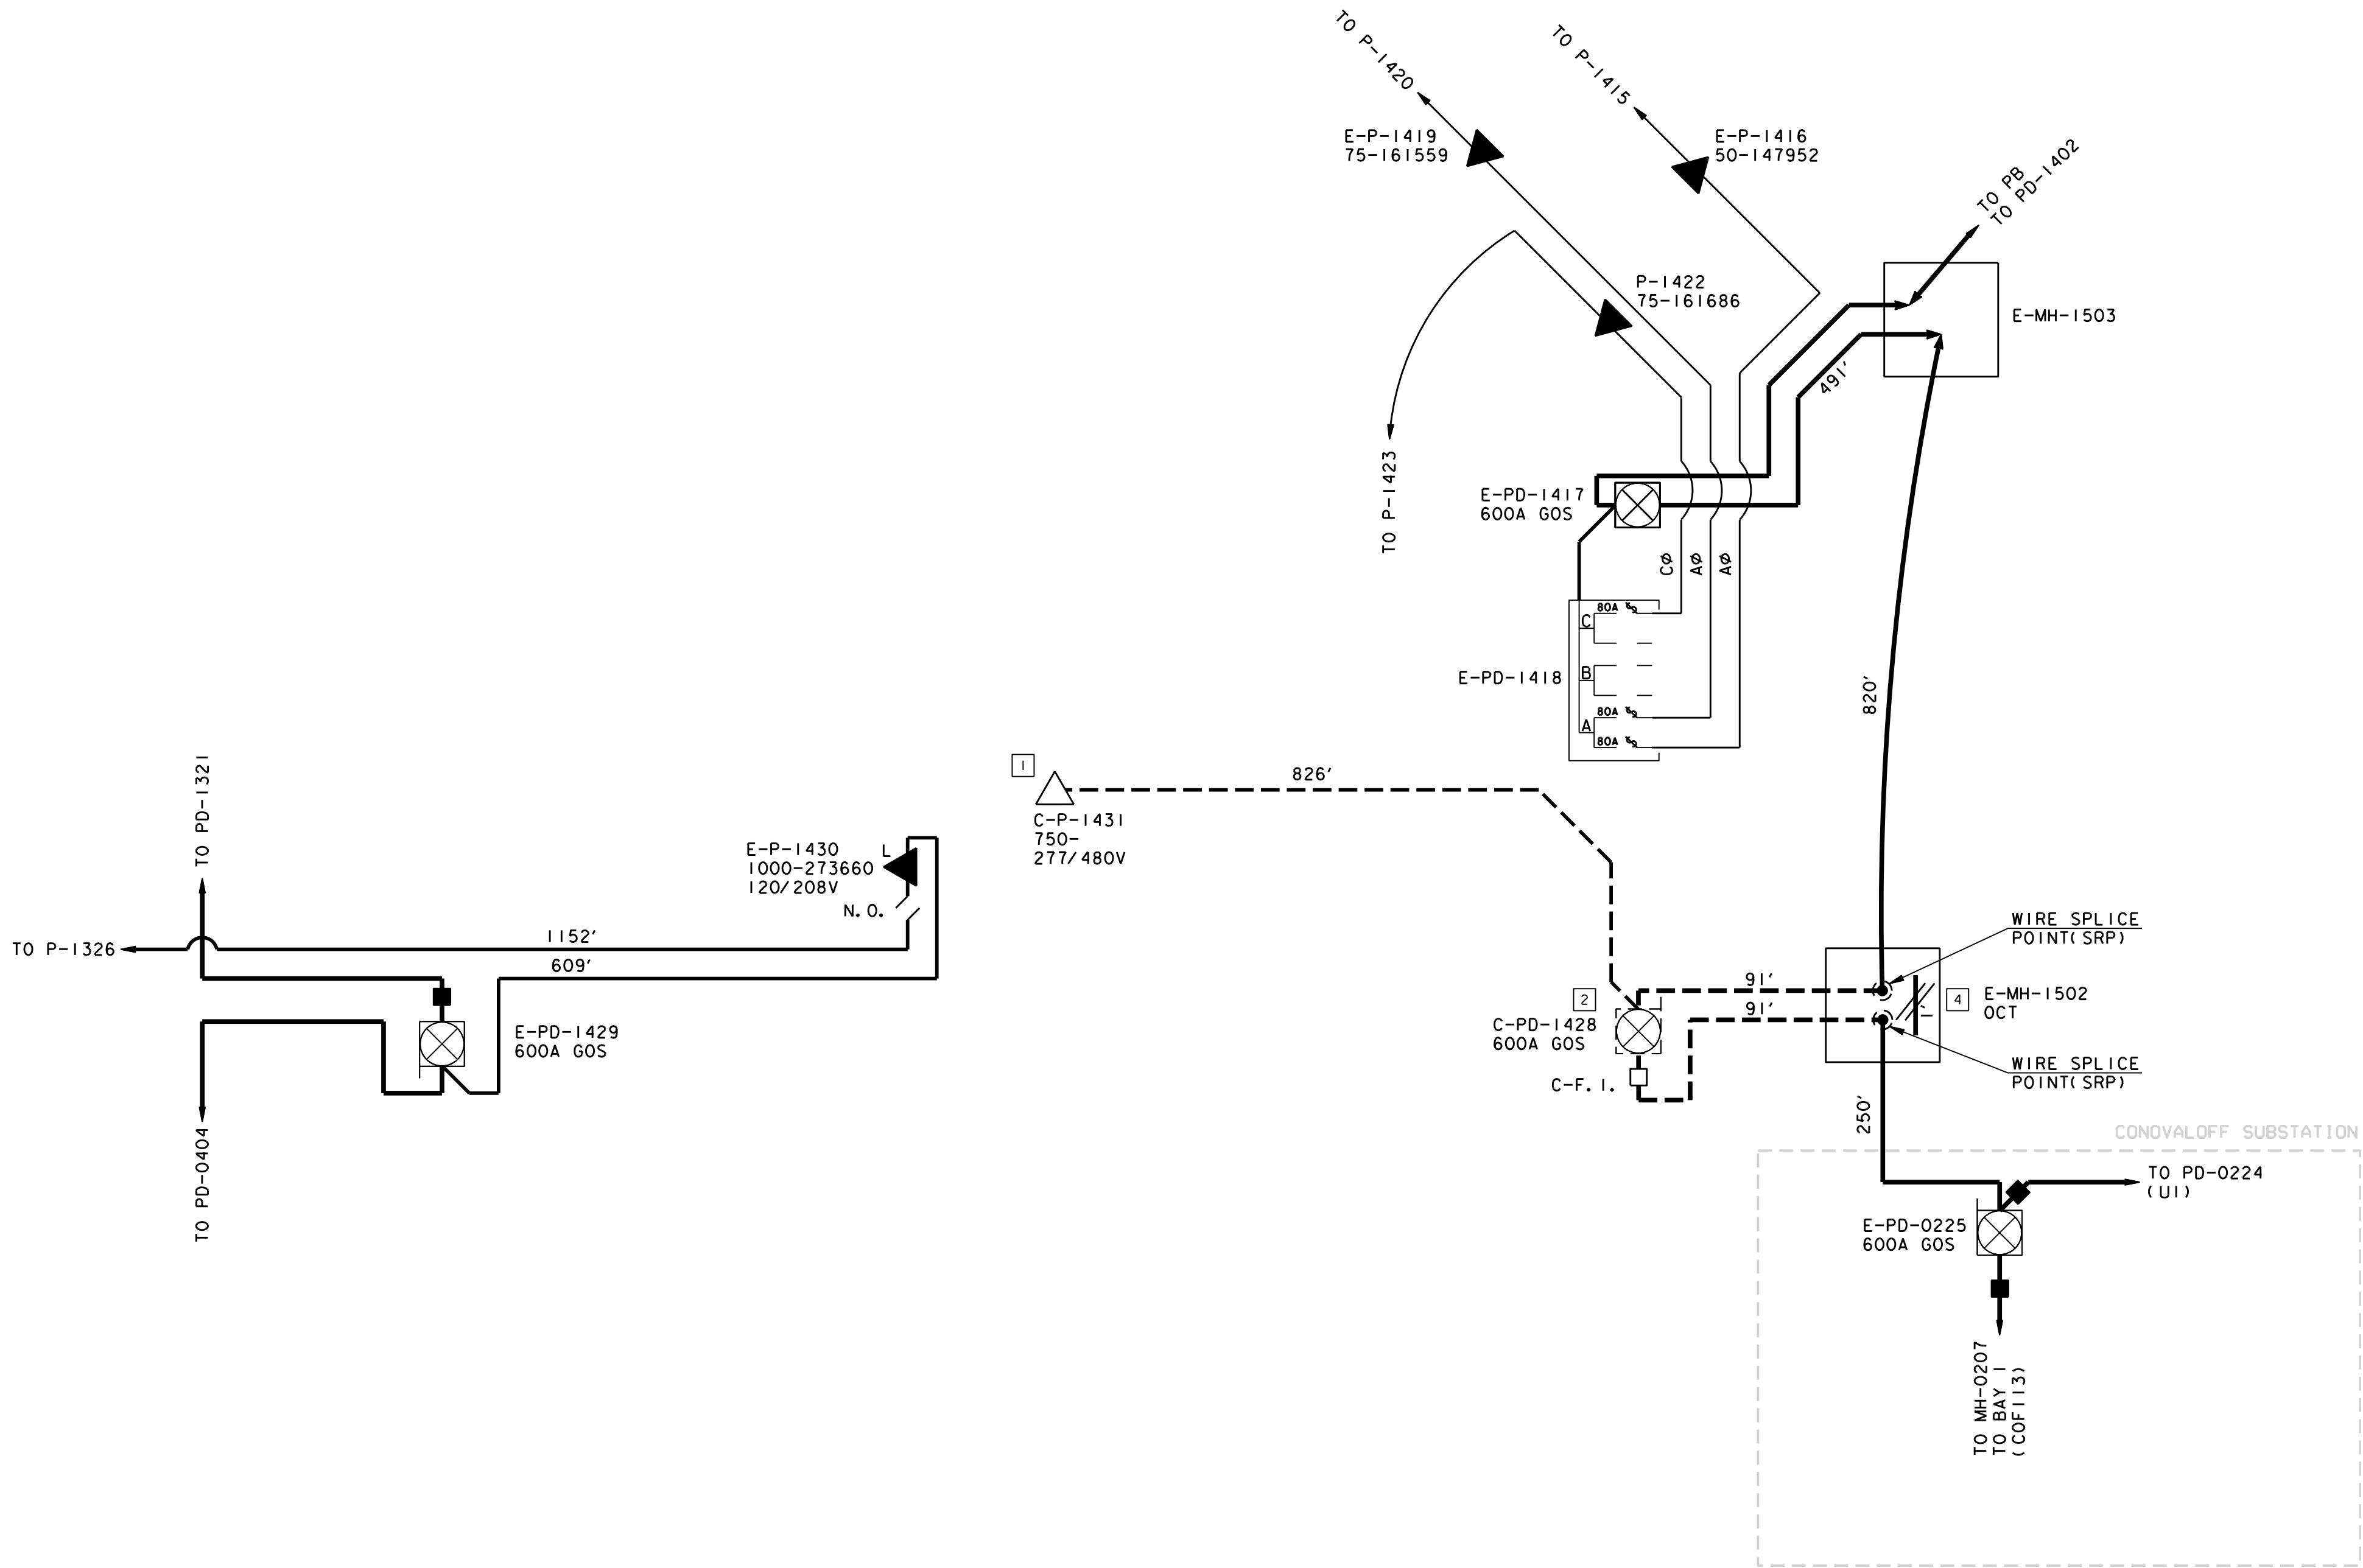 TO P-1420
TO P-1415
E-P-1419
75-161559
E-P-1416
50-147952
TO PB
TO PD-1402
P-1422
75-161686
E-MH-1503
491'
TO P-1423
E-PD-1417
600A GOS
CØ
AØ
AØ
80A
C
E-PD-1418
B
80A
A
80A
820'
TO PD-1321
1
826'
C-P-1431
750-
277/480V
E-P-1430
1000-273660
120/208V
L
N.O.
TO P-1326
1152'
609'
E-PD-1429
600A GOS
TO PD-0404
2
C-PD-1428
600A GOS
C-F.I.
91'
91'
WIRE SPLICE
POINT(SRP)
4
E-MH-1502
OCT
WIRE SPLICE
POINT(SRP)
250'
CONOVALOFF SUBSTATION
TO PD-0224
(U1)
E-PD-0225
600A GOS
TO MH-0207
TO BAY 1
(COF113)